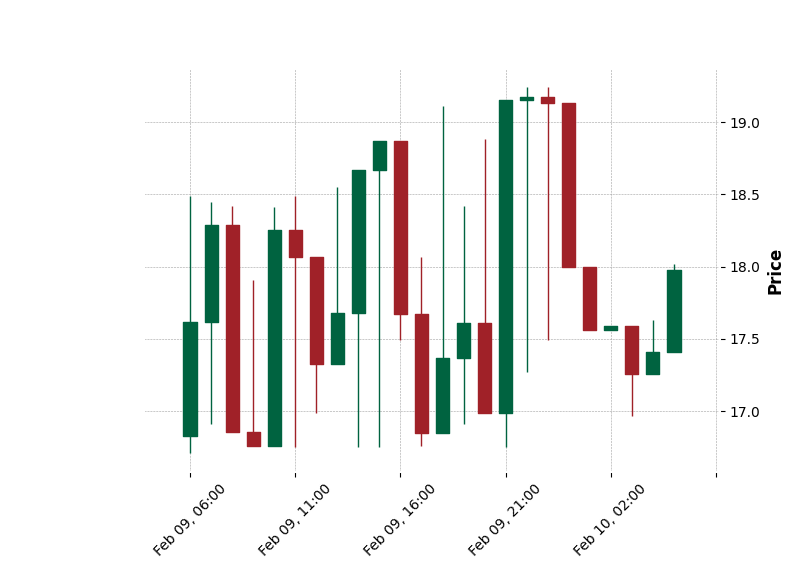 19.0
18.5
18.0
17.5
17.0
Price
Feb 09, 06:00
Feb 09, 11:00
Feb 09, 16:00
Feb 09, 21:00
Feb 10, 02:00